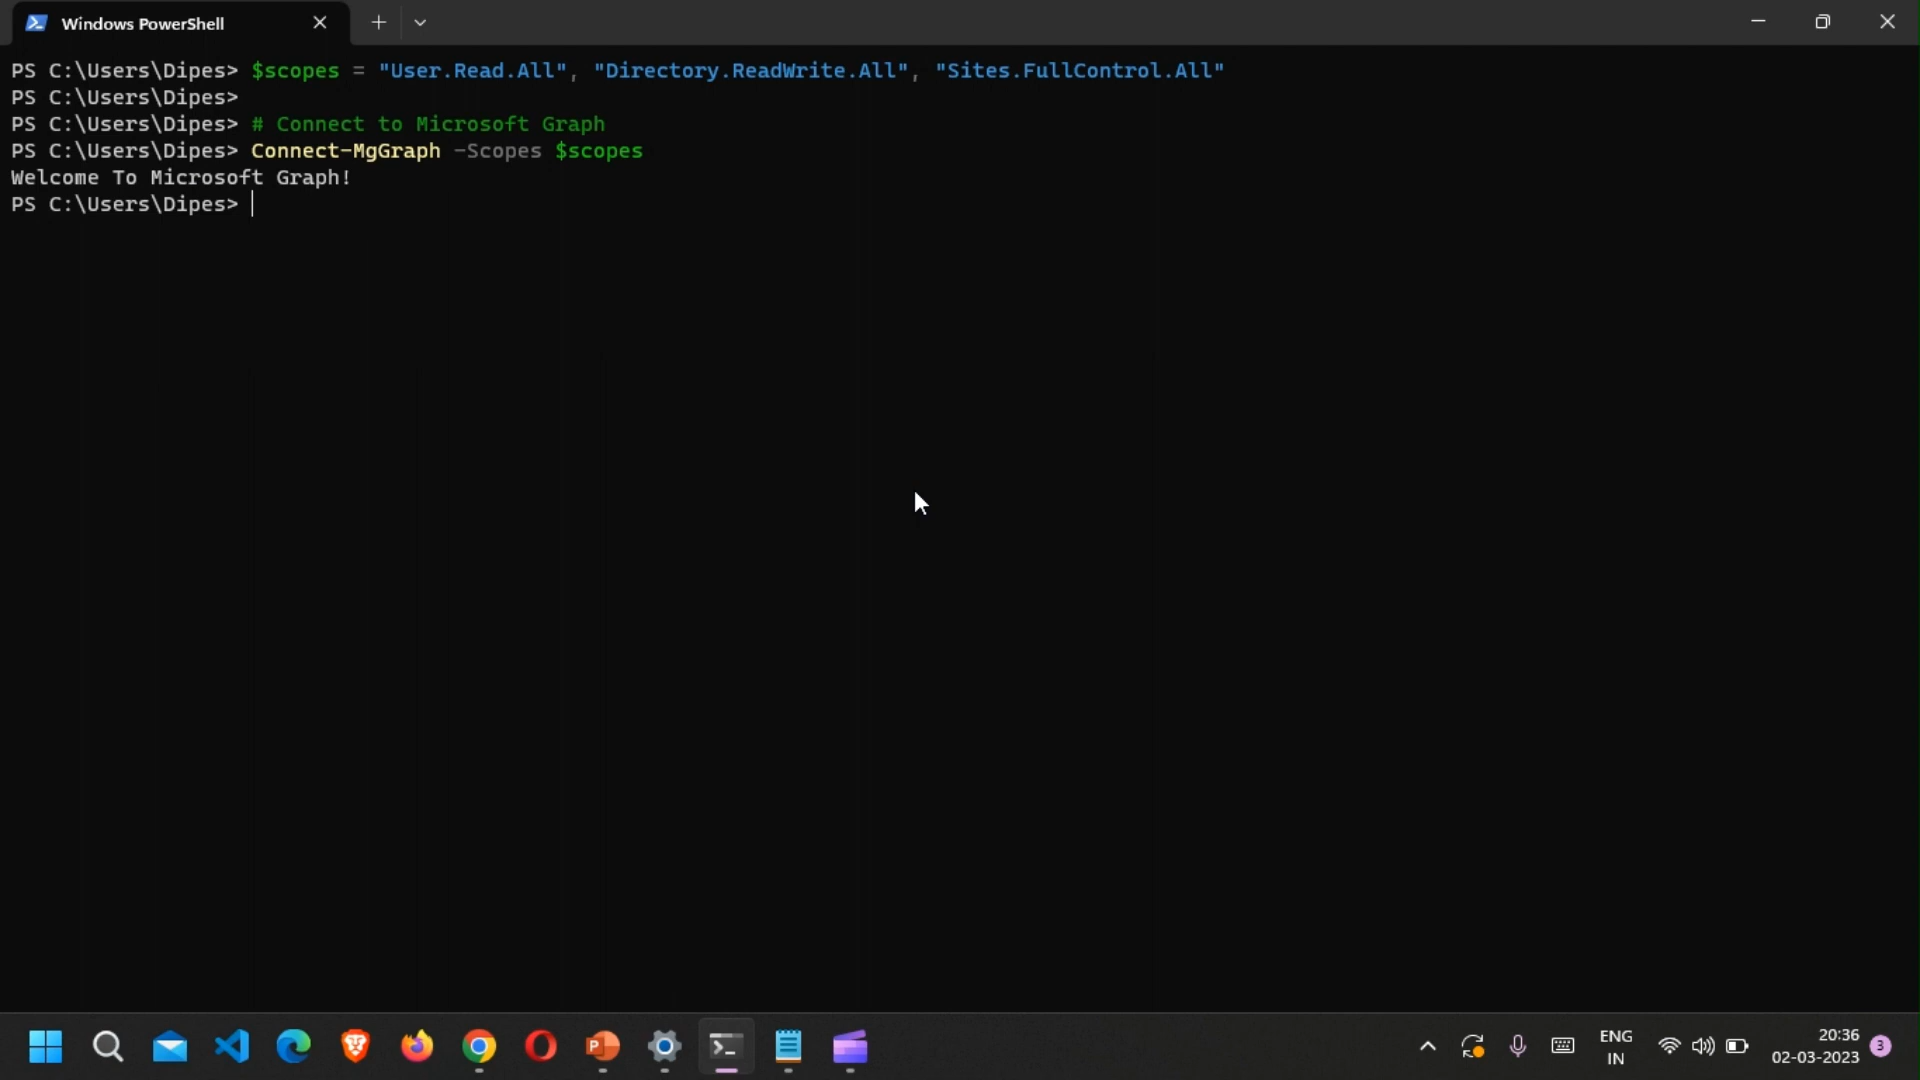 Windows PowerShell
PS C:\Users\Dipes> $scopes = "User.Read.All", "Directory.ReadWrite.All", "Sites.FullControl.All"
PS C:\Users\Dipes>
PS C:\Users\Dipes> # Connect to Microsoft Graph
PS C:\Users\Dipes> Connect-MgGraph -Scopes $scopes
Welcome To Microsoft Graph!
PS C:\Users\Dipes>
ENG
IN
20:36
02-03-2023
3